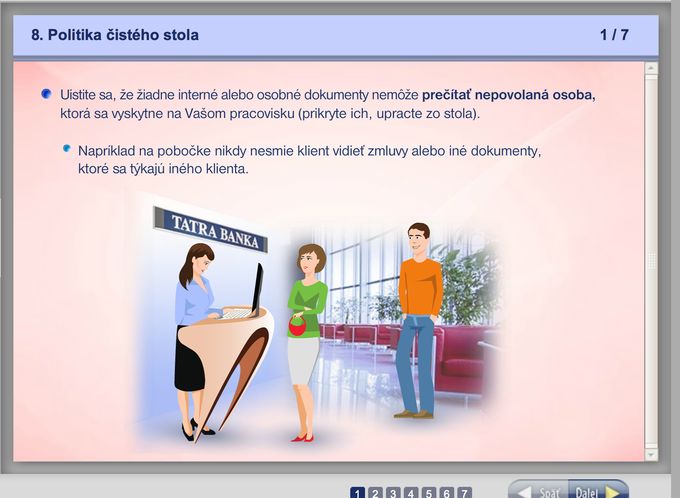 8. Politika čistého stola
1 / 7
Uistite sa, že žiadne interné alebo osobné dokumenty nemôže prečítať nepovolaná osoba,
ktorá sa vyskytne na Vašom pracovisku (prikryte ich, upracte zo stola).
Napríklad na pobočke nikdy nesmie klient vidieť zmluvy alebo iné dokumenty,
ktoré sa týkajú iného klienta.
TATRA BANKA
1 2 3 4 5 6 7
Späť Ďalej